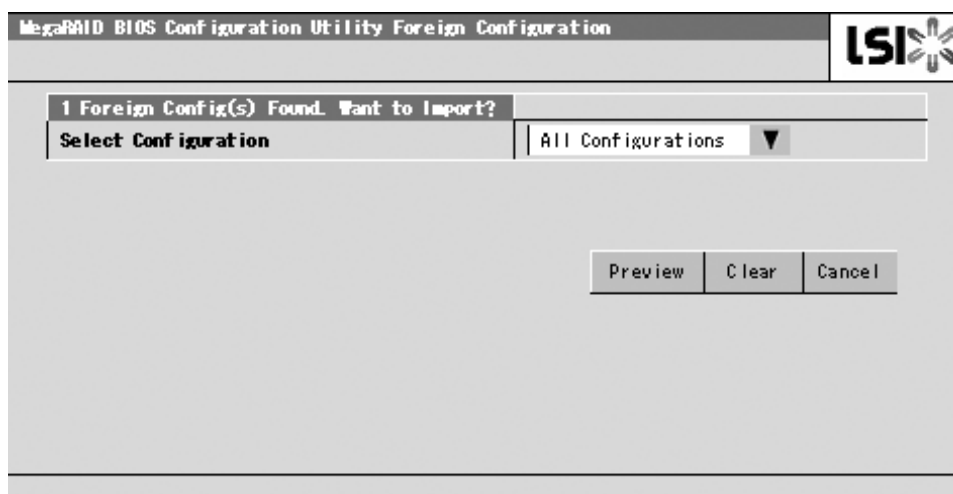 MegaRAID BIOS Configuration Utility Foreign Configuration
LSI
1 Foreign Config(s) Found. Want to Import?
Select Configuration
All Configurations
Preview Clear Cancel